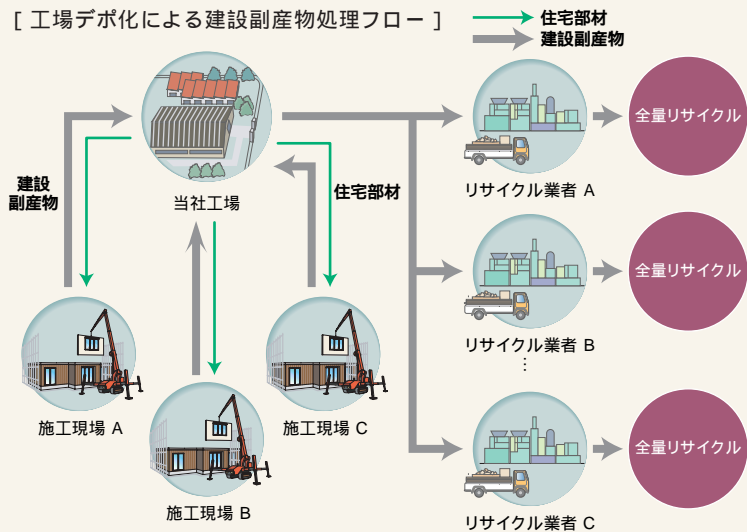 [ 工場デポ化による建設副産物処理フロー ]
住宅部材
建設副産物
建設
副産物
住宅部材
当社工場
施工現場 A
施工現場 B
施工現場 C
リサイクル業者 A
全量リサイクル
リサイクル業者 B
全量リサイクル
…
リサイクル業者 C
全量リサイクル